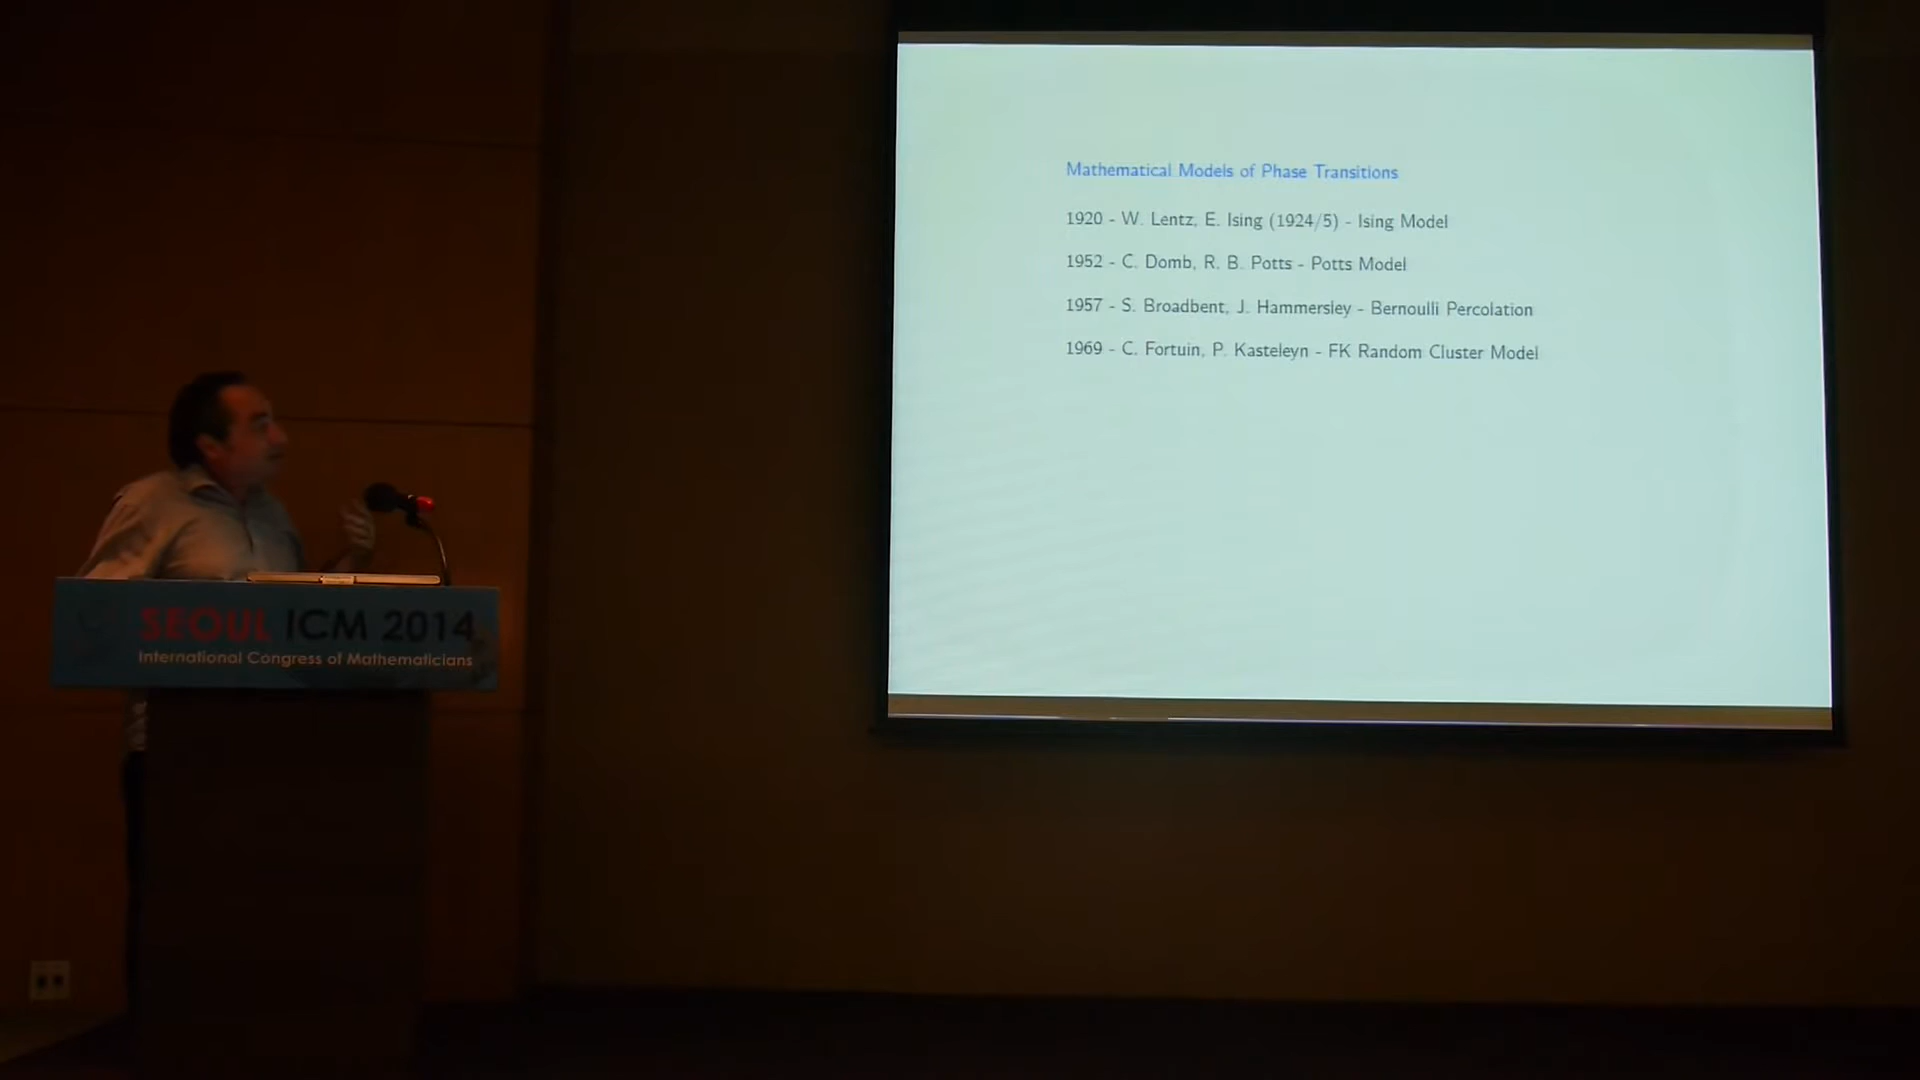 Mathematical Models of Phase Transitions
1920 - W. Lentz, E. Ising (1924/5) - Ising Model
1952 - C. Domb, R. B. Potts - Potts Model
1957 - S. Broadbent, J. Hammersley - Bernoulli Percolation
1969 - C. Fortuin, P. Kasteleyn - FK Random Cluster Model
SEOUL ICM 2014
International Congress of Mathematicians